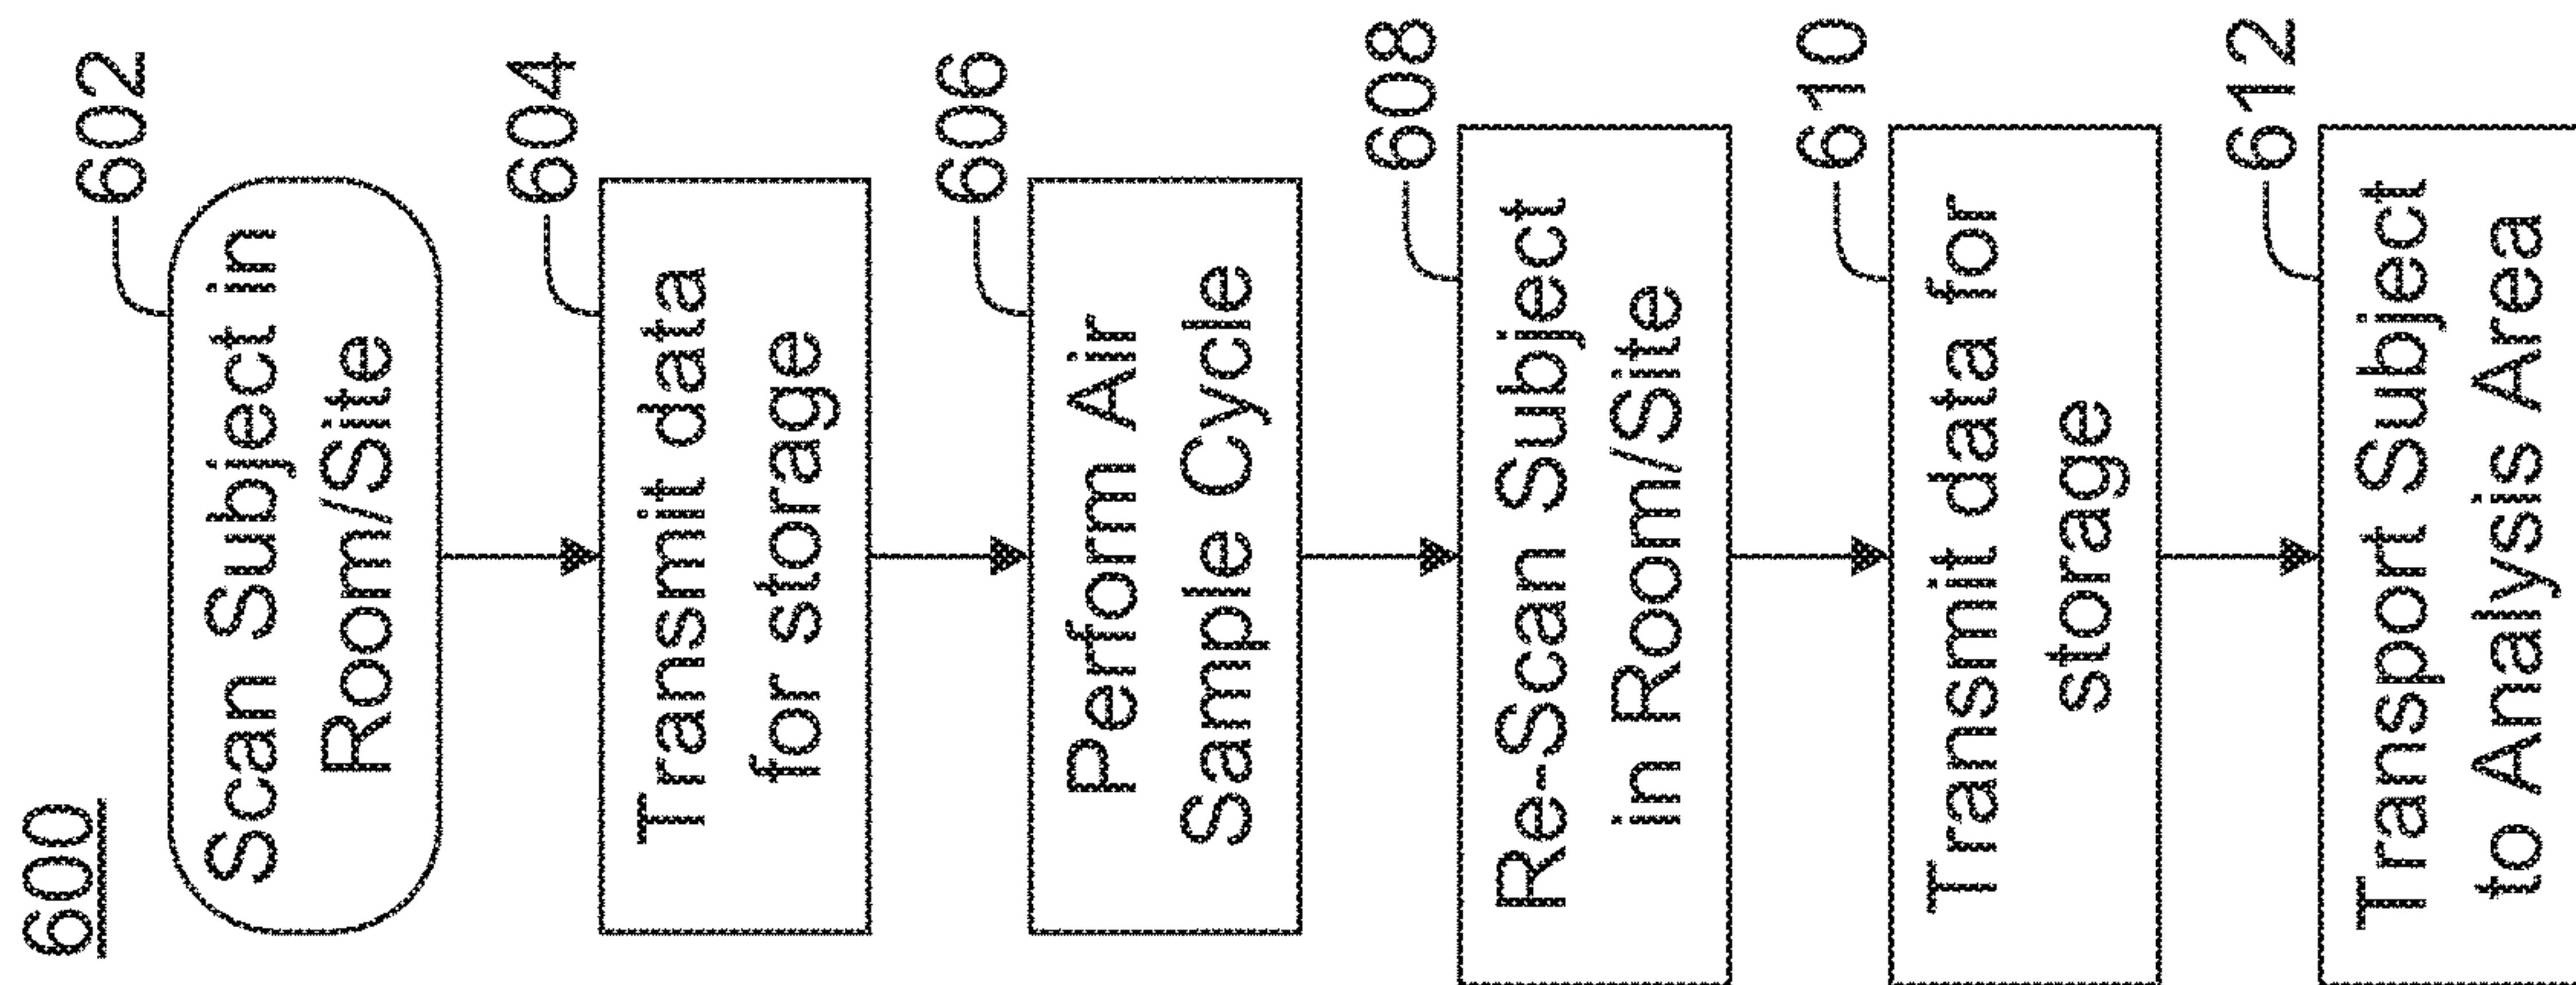 600
602
Scan Subject in
Room/Site
604
Transmit data
for storage
606
Perform Air
Sample Cycle
608
Re-Scan Subject
in Room/Site
610
Transmit data for
storage
612
Transport Subject
to Analysis Area